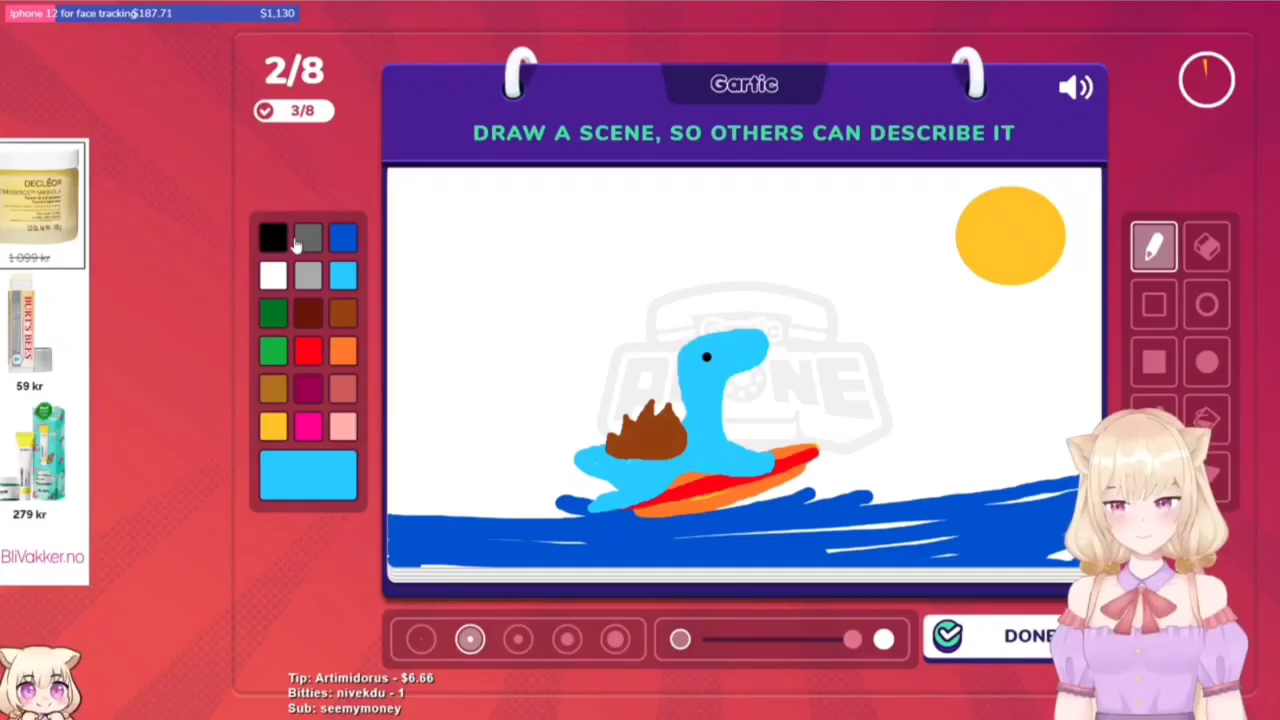 Iphone 12 for face tracking $187.71 $1,130
2/8
3/8
Gartic
DRAW A SCENE, SO OTHERS CAN DESCRIBE IT
DECLÉOR
1 099 kr
BURT'S BEES
59 kr
279 kr
BliVakker.no
Gartic
PHONE
DONE
Tip: Artimidorus - $6.66
Bitties: nivekdu - 1
Sub: seemymoney